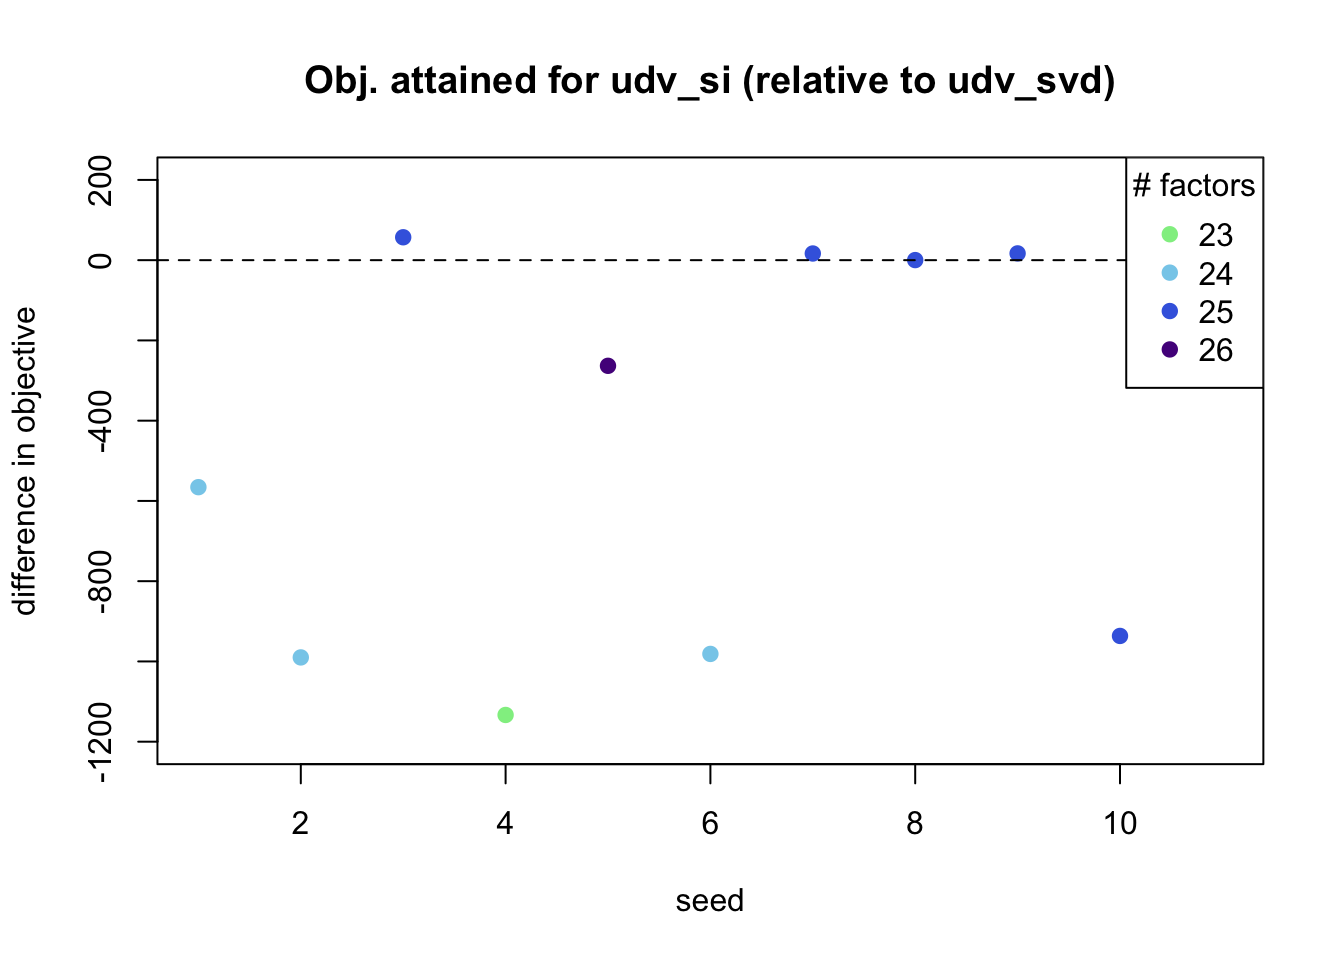 Obj. attained for udv_si (relative to udv_svd)
difference in objective
200
0
-400
-800
-1200
# factors
23
24
25
26
2 4 6 8 10
seed